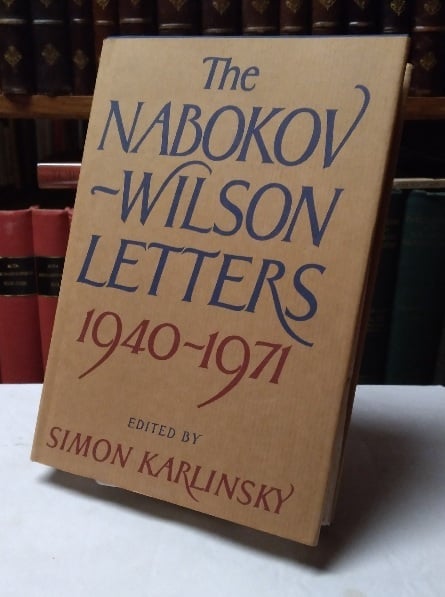 The
NABOKOV
~WILSON
LETTERS
1940~1971
EDITED BY
SIMON KARLINSKY